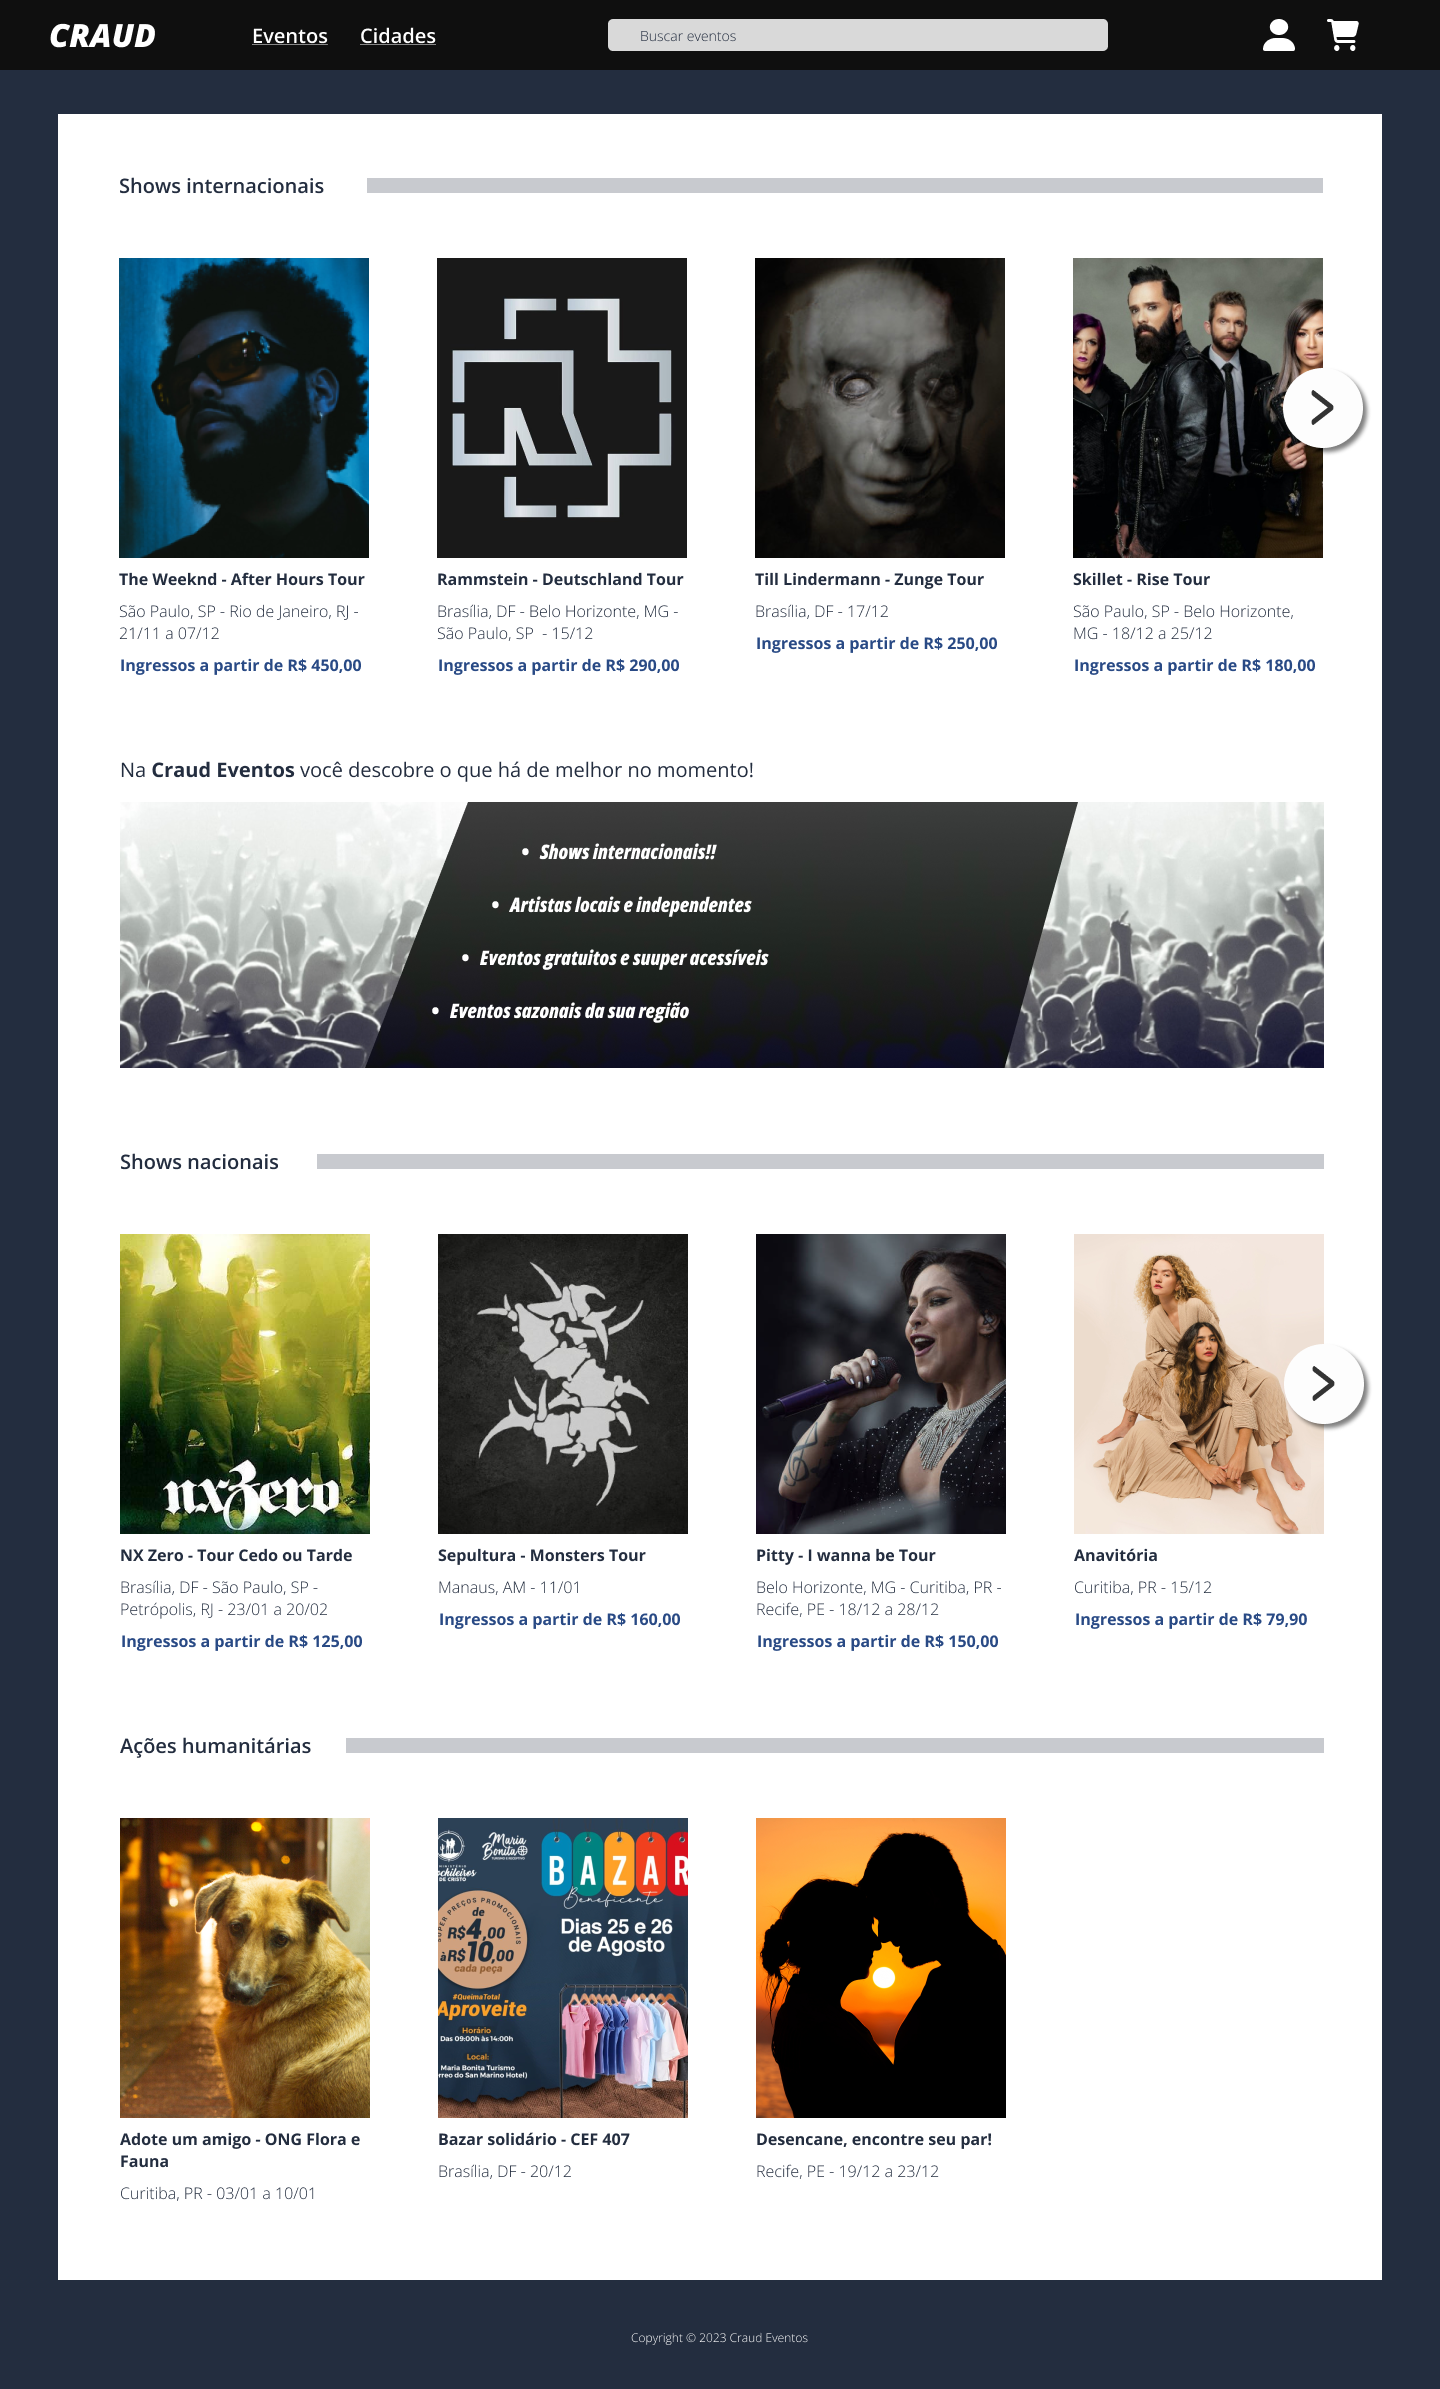 CRAUD
Eventos
Cidades
Buscar eventos
Shows internacionais
The Weeknd - After Hours Tour
São Paulo, SP - Rio de Janeiro, RJ -
21/11 a 07/12
Ingressos a partir de R$ 450,00
Rammstein - Deutschland Tour
Brasília, DF - Belo Horizonte, MG -
São Paulo, SP - 15/12
Ingressos a partir de R$ 290,00
Till Lindermann - Zunge Tour
Brasília, DF - 17/12
Ingressos a partir de R$ 250,00
Skillet - Rise Tour
São Paulo, SP - Belo Horizonte,
MG - 18/12 a 25/12
Ingressos a partir de R$ 180,00
Na Craud Eventos você descobre o que há de melhor no momento!
• Shows internacionais!!
• Artistas locais e independentes
• Eventos gratuitos e suuper acessíveis
• Eventos sazonais da sua região
Shows nacionais
nxzero
NX Zero - Tour Cedo ou Tarde
Brasília, DF - São Paulo, SP -
Petrópolis, RJ - 23/01 a 20/02
Ingressos a partir de R$ 125,00
Sepultura - Monsters Tour
Manaus, AM - 11/01
Ingressos a partir de R$ 160,00
Pitty - I wanna be Tour
Belo Horizonte, MG - Curitiba, PR -
Recife, PE - 18/12 a 28/12
Ingressos a partir de R$ 150,00
Anavitória
Curitiba, PR - 15/12
Ingressos a partir de R$ 79,90
Ações humanitárias
ochileiros
DE CRISTO
Maria
Bonita
BAZAR
Beneficente
Dias 25 e 26
de Agosto
SUPER PREÇOS PROMOCIONAIS
de
R$4,00
à R$10,00
cada peça
#QueimaTotal
Aproveite
Horário
Das 09:00h às 14:00h
Local:
Maria Bonita Turismo
rreo do San Marino Hotel)
Adote um amigo - ONG Flora e
Fauna
Curitiba, PR - 03/01 a 10/01
Bazar solidário - CEF 407
Brasília, DF - 20/12
Desencane, encontre seu par!
Recife, PE - 19/12 a 23/12
Copyright © 2023 Craud Eventos